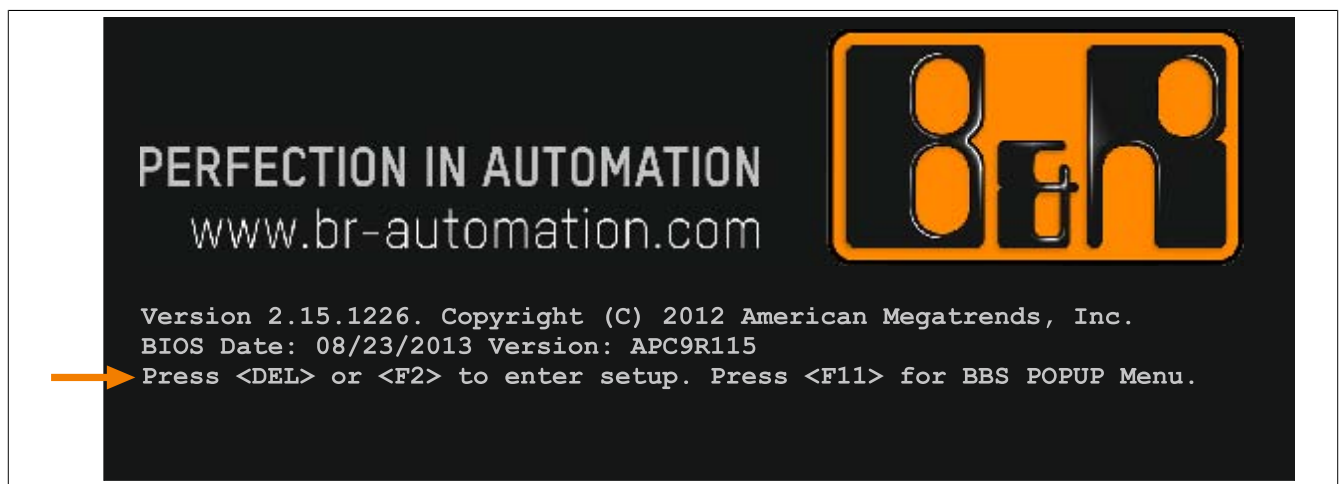 PERFECTION IN AUTOMATION
www.br-automation.com
B&R
Version 2.15.1226. Copyright (C) 2012 American Megatrends, Inc.
BIOS Date: 08/23/2013 Version: APC9R115
Press <DEL> or <F2> to enter setup. Press <F11> for BBS POPUP Menu.